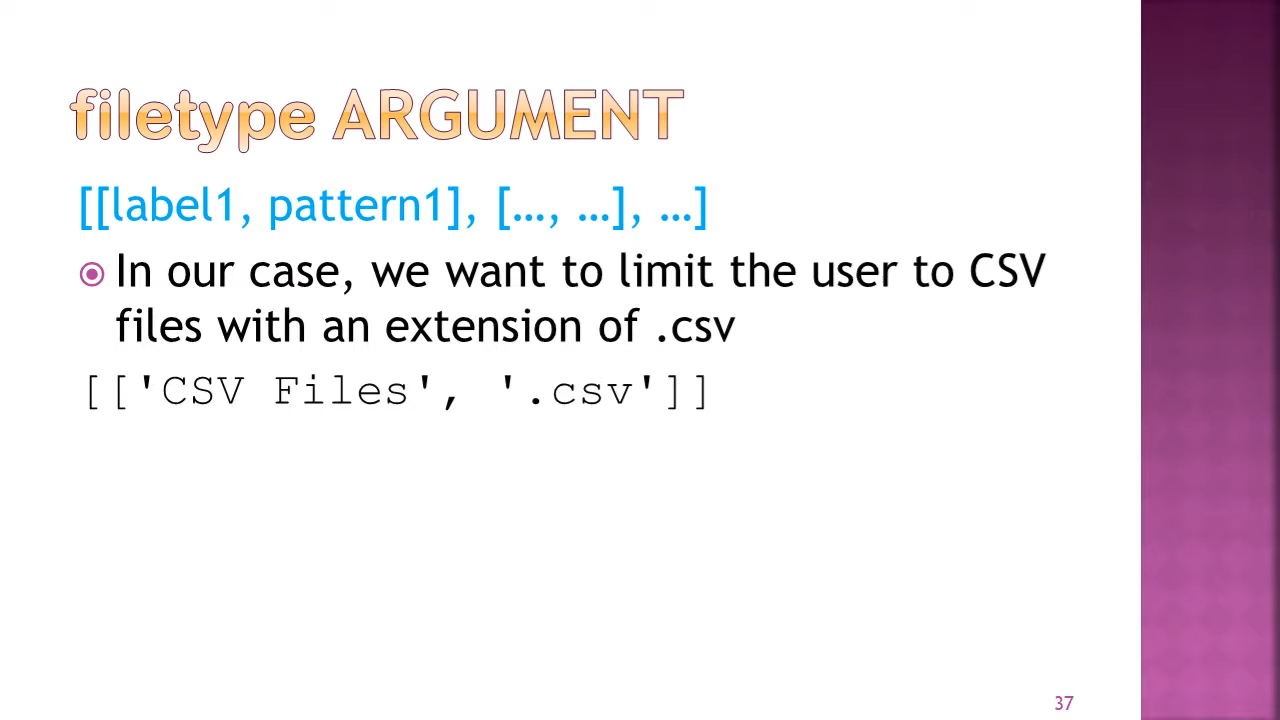 filetype ARGUMENT
[[label1, pattern1], […, …], …]
In our case, we want to limit the user to CSV
files with an extension of .csv
[['CSV Files', '.csv']]
37